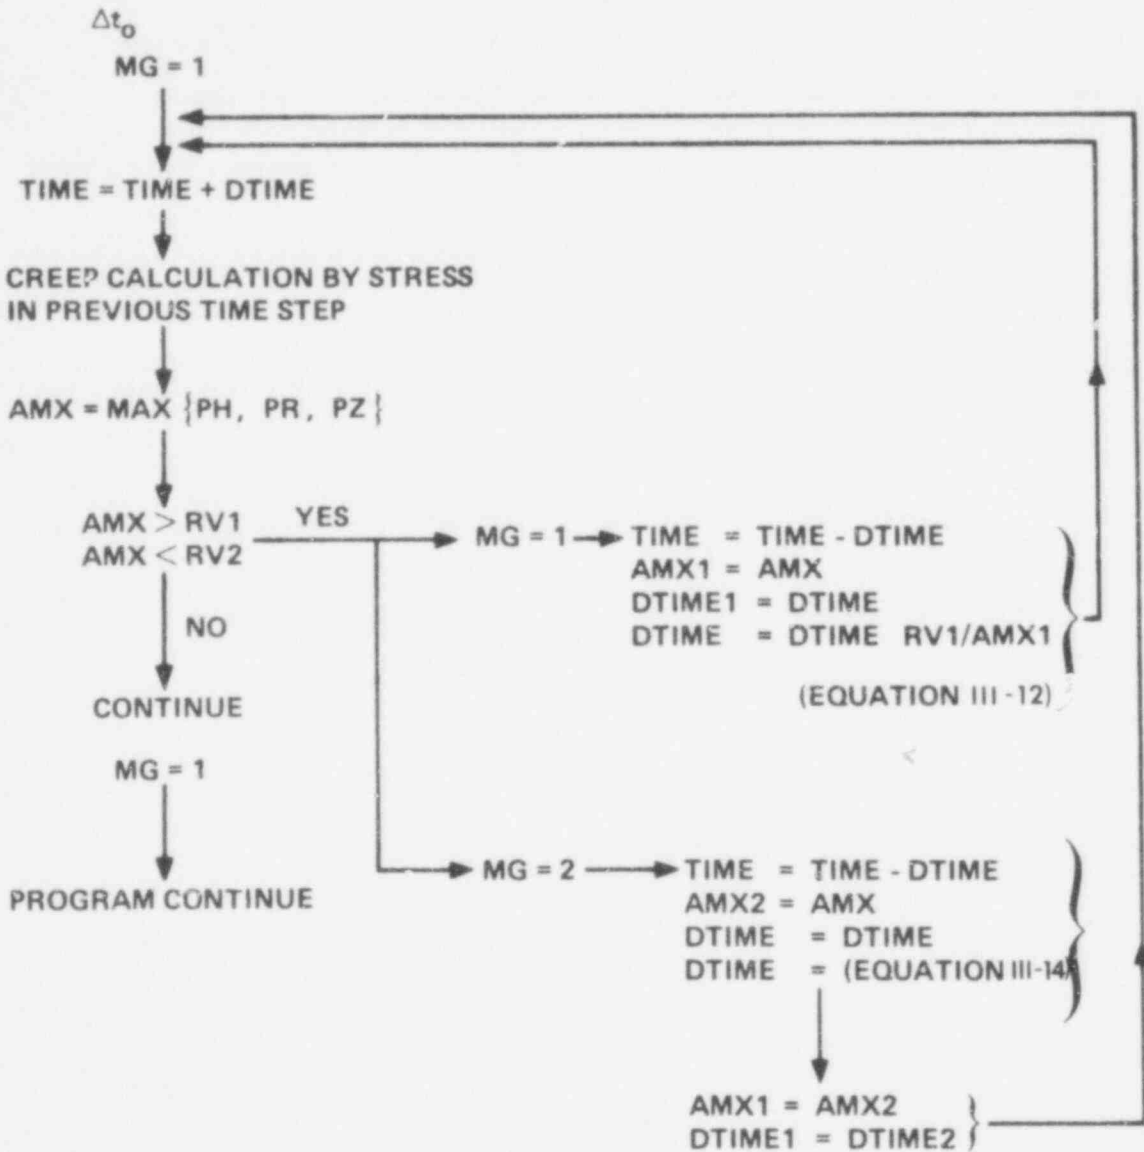 Δt₀
MG = 1
TIME = TIME + DTIME
CREEP CALCULATION BY STRESS
IN PREVIOUS TIME STEP
AMX = MAX {PH, PR, PZ}
AMX > RV1
AMX < RV2
YES
NO
CONTINUE
MG = 1
PROGRAM CONTINUE
MG = 1
TIME = TIME - DTIME
AMX1 = AMX
DTIME1 = DTIME
DTIME = DTIME RV1/AMX1
(EQUATION III-12)
MG = 2
TIME = TIME - DTIME
AMX2 = AMX
DTIME = DTIME
DTIME = (EQUATION III-14)
AMX1 = AMX2
DTIME1 = DTIME2